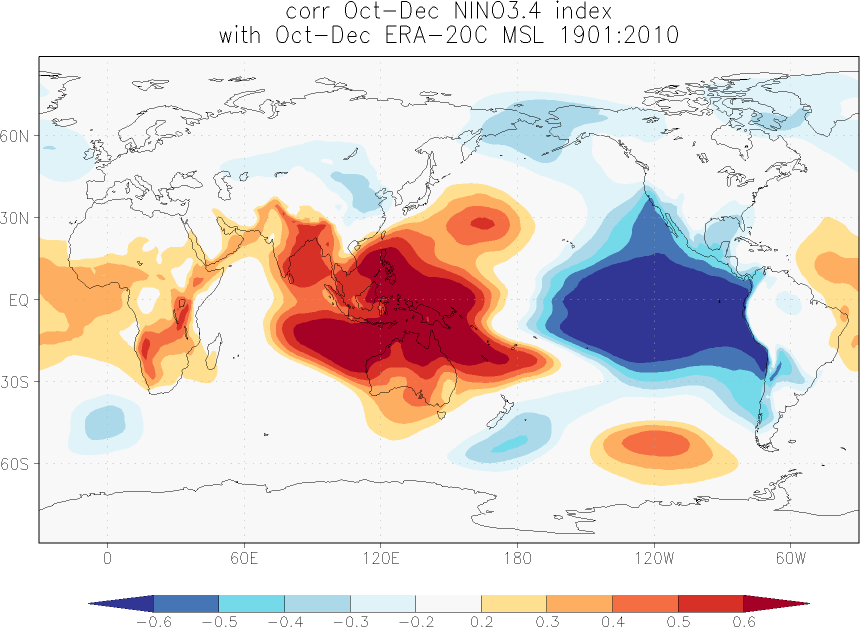 corr Oct-Dec NINO3.4 index
with Oct-Dec ERA-20C MSL 1901:2010
60N
30N
EQ
30S
60S
0 60E 120E 180 120W 60W
-0.6 -0.5 -0.4 -0.3 -0.2 0.2 0.3 0.4 0.5 0.6